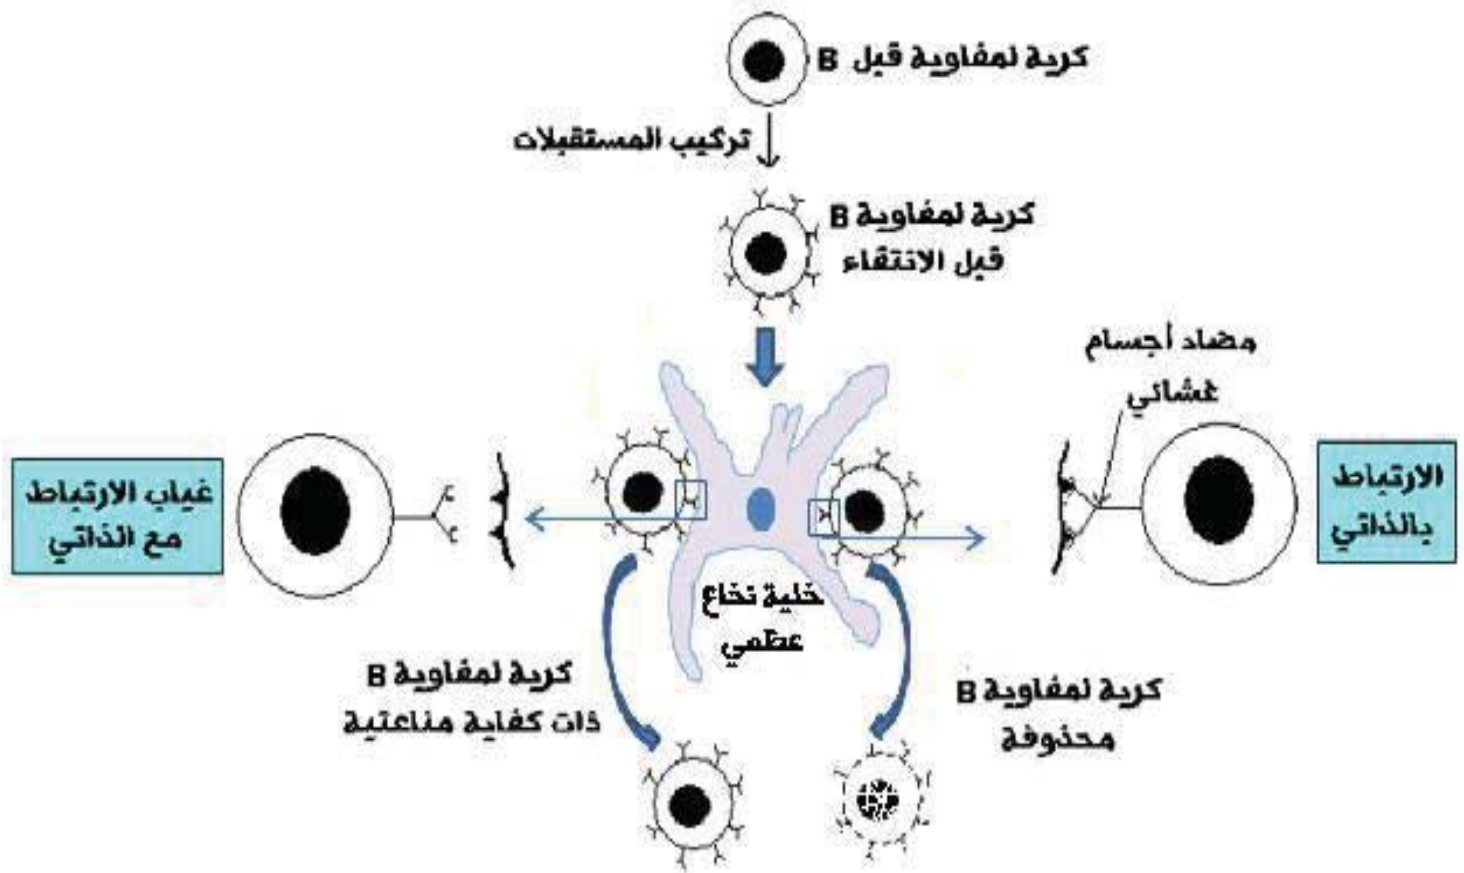 كرية لمفاوية قبل B
تركيب المستقبلات
كرية لمفاوية B
قبل الانتقاء
مضاد أجسام
غشائي
الارتباط
بالذاتي
غياب الارتباط
مع الذاتي
خلية نخاع
عظمي
كرية لمفاوية B
محذوفة
كرية لمفاوية B
ذات كفاية مناعتية